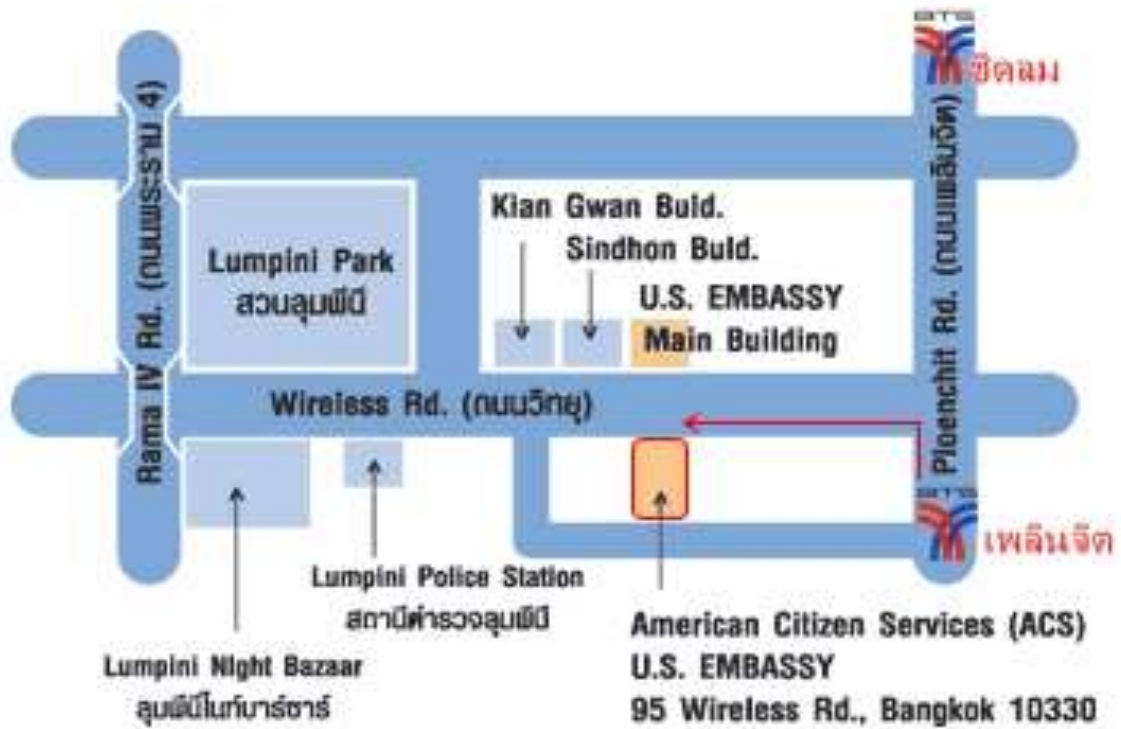 BTS
ชิดลม
Rama IV Rd. (ถนนพระราม 4)
Ploenchit Rd. (ถนนเพลินจิต)
Kian Gwan Buld.
Sindhon Buld.
Lumpini Park
สวนลุมพินี
U.S. EMBASSY
Main Building
Wireless Rd. (ถนนวิทยุ)
BTS
เพลินจิต
Lumpini Police Station
สถานีตำรวจลุมพินี
Lumpini Night Bazaar
ลุมพินีไนท์บาร์ซาร์
American Citizen Services (ACS)
U.S. EMBASSY
95 Wireless Rd., Bangkok 10330